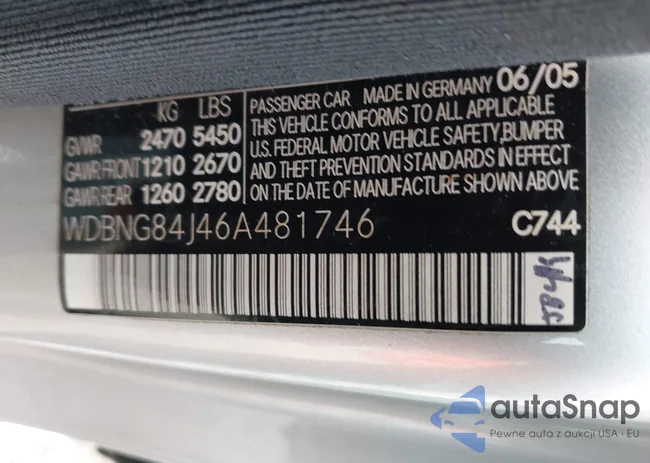 KG LBS
GVWR 2470 5450
GAWR FRONT 1210 2670
GAWR REAR 1260 2780
PASSENGER CAR MADE IN GERMANY 06/05
THIS VEHICLE CONFORMS TO ALL APPLICABLE
U.S. FEDERAL MOTOR VEHICLE SAFETY, BUMPER
AND THEFT PREVENTION STANDARDS IN EFFECT
ON THE DATE OF MANUFACTURE SHOWN ABOVE
WDBNG84J46A481746 C744
autoSnap
Pewne auta z aukcji USA i EU